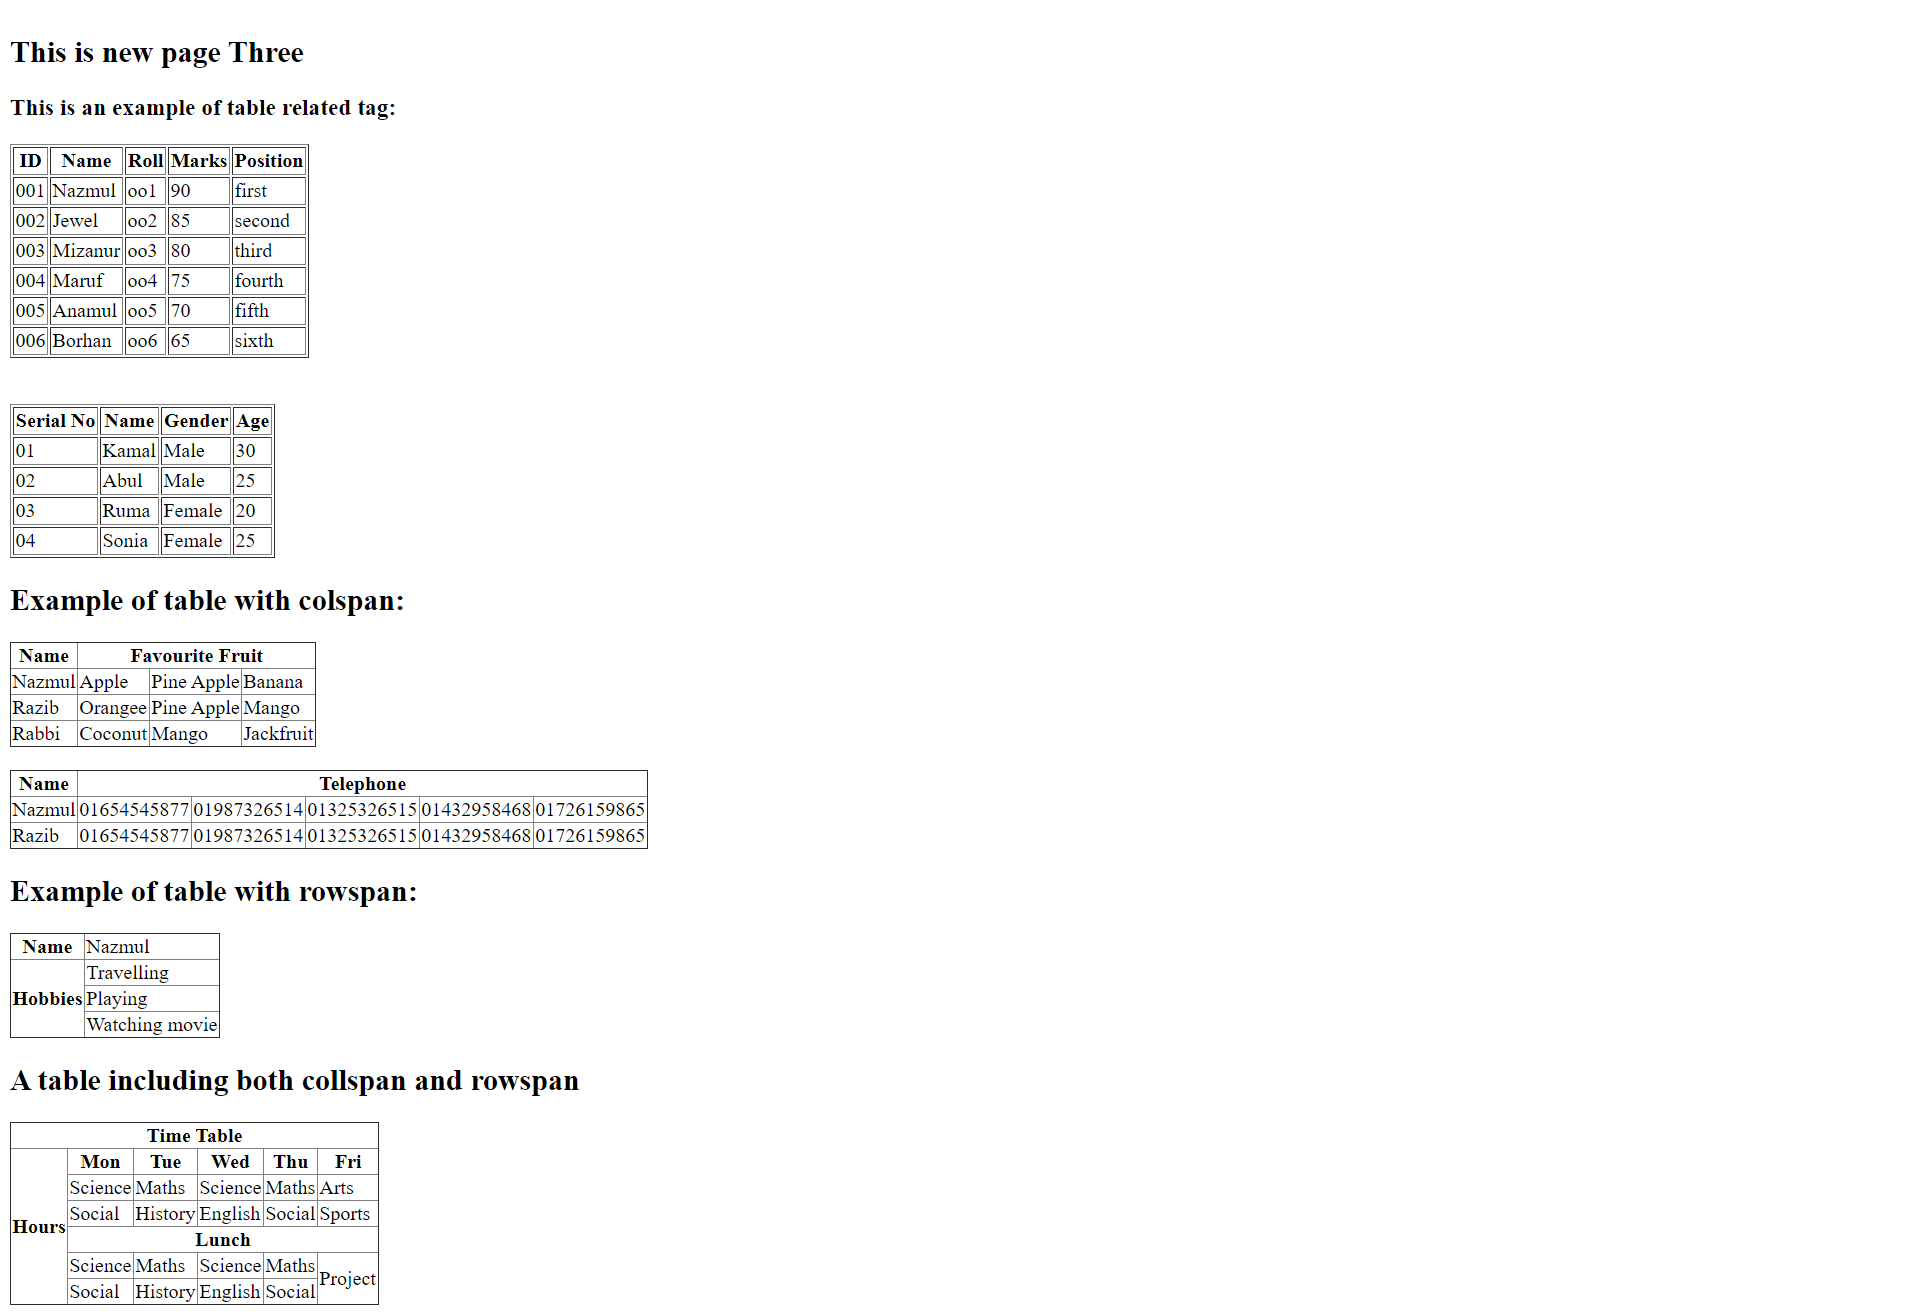 This is new page Three
This is an example of table related tag:
ID Name Roll Marks Position
001 Nazmul oo1 90 first
002 Jewel oo2 85 second
003 Mizanur oo3 80 third
004 Maruf oo4 75 fourth
005 Anamul oo5 70 fifth
006 Borhan oo6 65 sixth
Serial No Name Gender Age
01 Kamal Male 30
02 Abul Male 25
03 Ruma Female 20
04 Sonia Female 25
Example of table with colspan:
Name Favourite Fruit
Nazmul Apple Pine Apple Banana
Razib Orangee Pine Apple Mango
Rabbi Coconut Mango Jackfruit
Name Telephone
Nazmul 01654545877 01987326514 01325326515 01432958468 01726159865
Razib 01654545877 01987326514 01325326515 01432958468 01726159865
Example of table with rowspan:
Name Nazmul
Travelling
Hobbies Playing
Watching movie
A table including both collspan and rowspan
Time Table
Mon Tue Wed Thu Fri
Science Maths Science Maths Arts
Social History English Social Sports
Hours
Lunch
Science Maths Science Maths
Project
Social History English Social